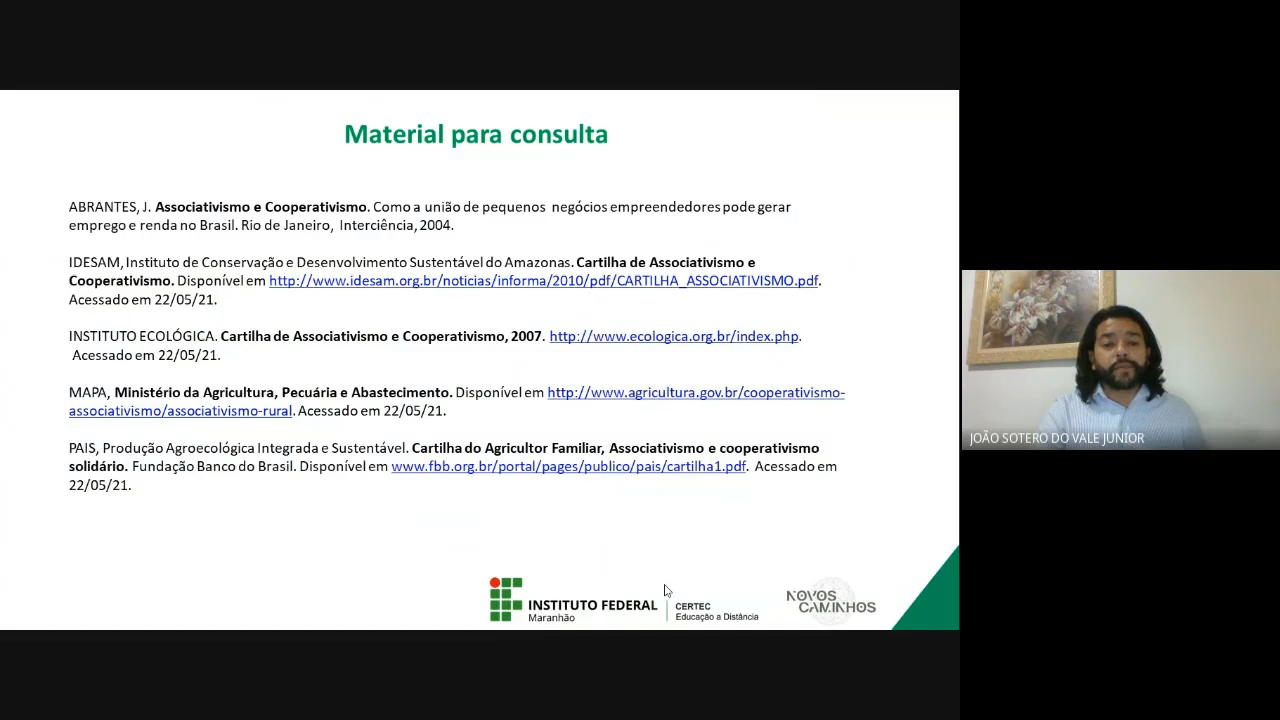 Material para consulta
ABRANTES, J. Associativismo e Cooperativismo. Como a união de pequenos negócios empreendedores pode gerar
emprego e renda no Brasil. Rio de Janeiro, Interciência, 2004.
IDESAM, Instituto de Conservação e Desenvolvimento Sustentável do Amazonas. Cartilha de Associativismo e
Cooperativismo. Disponível em http://www.idesam.org.br/noticias/informa/2010/pdf/CARTILHA_ASSOCIATIVISMO.pdf.
Acessado em 22/05/21.
INSTITUTO ECOLÓGICA. Cartilha de Associativismo e Cooperativismo, 2007. http://www.ecologica.org.br/index.php.
Acessado em 22/05/21.
MAPA, Ministério da Agricultura, Pecuária e Abastecimento. Disponível em http://www.agricultura.gov.br/cooperativismo-
associativismo/associativismo-rural. Acessado em 22/05/21.
PAIS, Produção Agroecológica Integrada e Sustentável. Cartilha do Agricultor Familiar, Associativismo e cooperativismo
solidário. Fundação Banco do Brasil. Disponível em www.fbb.org.br/portal/pages/publico/pais/cartilha1.pdf. Acessado em
22/05/21.
INSTITUTO FEDERAL
Maranhão
CERTEC
Educação a Distância
NOVOS
CAMINHOS
JOÃO SOTERO DO VALE JUNIOR